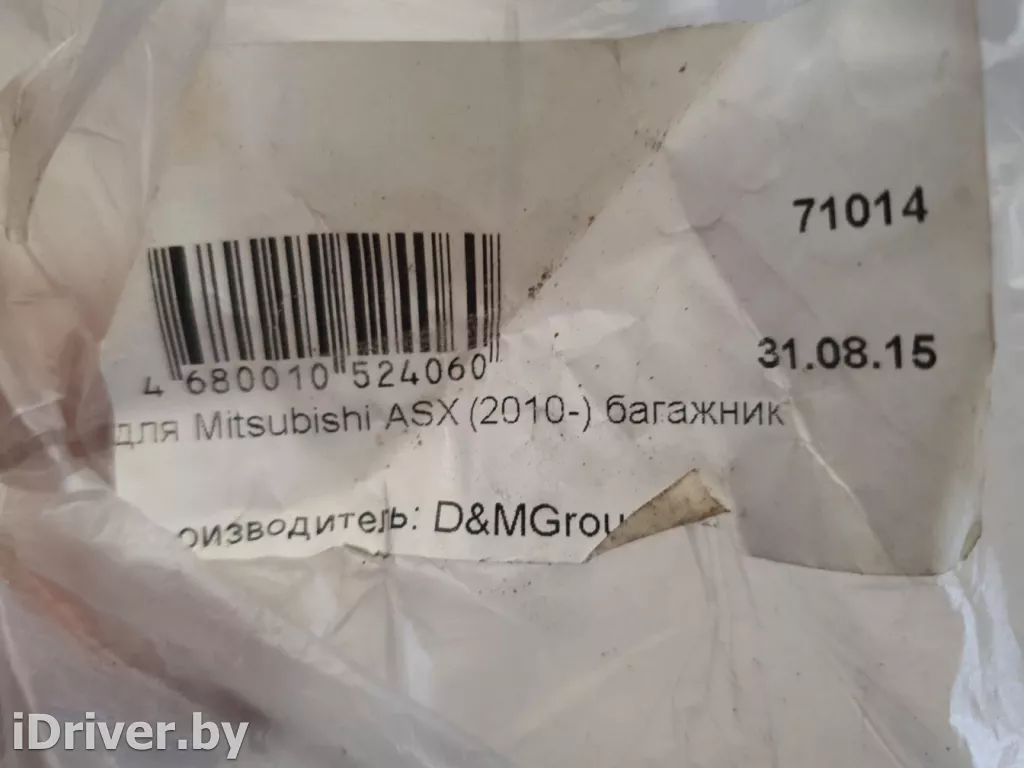 71014
31.08.15
4 680010 524060
для Mitsubishi ASX (2010-) багажник
оизводитель: D&MGrou
iDriver.by